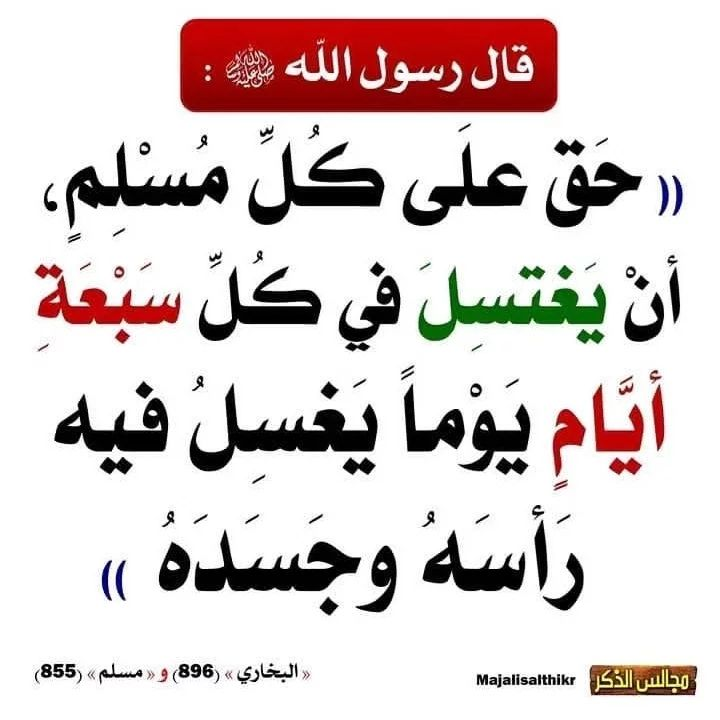 قال رسول الله ﷺ :
(( حَق علَى كُلِّ مُسْلِمٍ،
أنْ يَغتسِلَ في كُلِّ سَبْعَةِ
أيَّامٍ يَوْماً يَغسِلُ فيه
رَأسَهُ وجَسَدَهُ ))
« البخاري » (896) و « مسلم » (855)
Majalisalthikr
مجالس الذكر